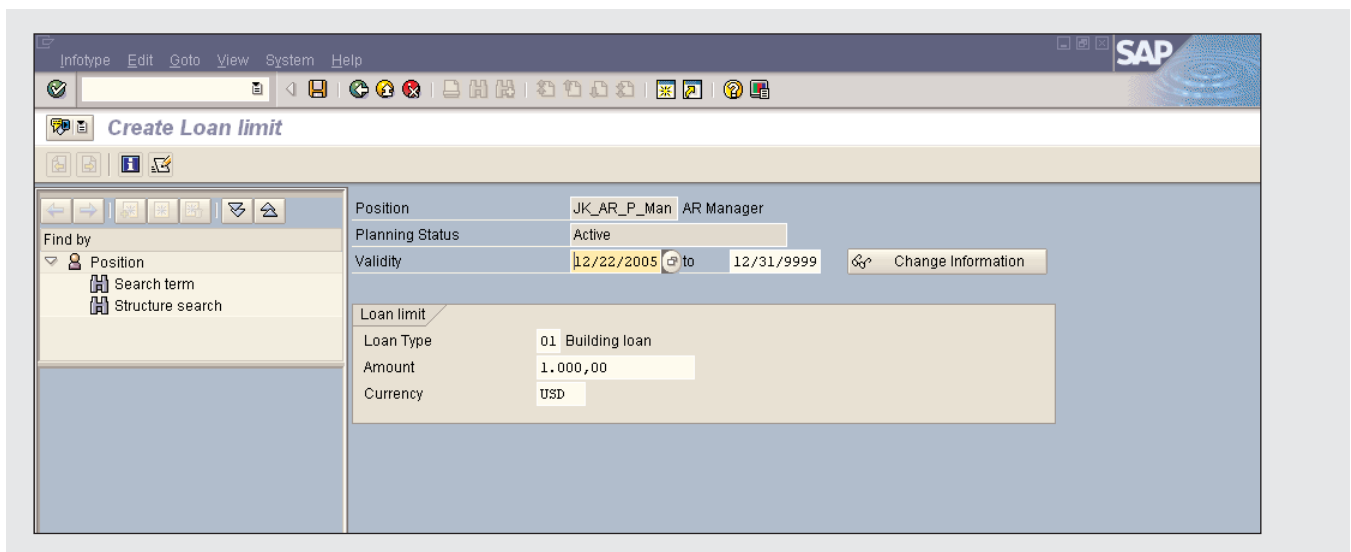 Infotype Edit Goto View System Help
SAP
Create Loan limit
Find by
Position
Search term
Structure search
Position JK_AR_P_Man AR Manager
Planning Status Active
Validity 12/22/2005 to 12/31/9999 Change Information
Loan limit
Loan Type 01 Building loan
Amount 1.000,00
Currency USD